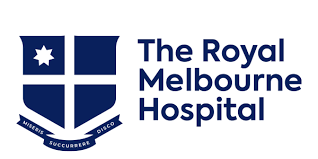 The Royal
Melbourne
Hospital
MISERIS
SUCCURRERE
DISCO